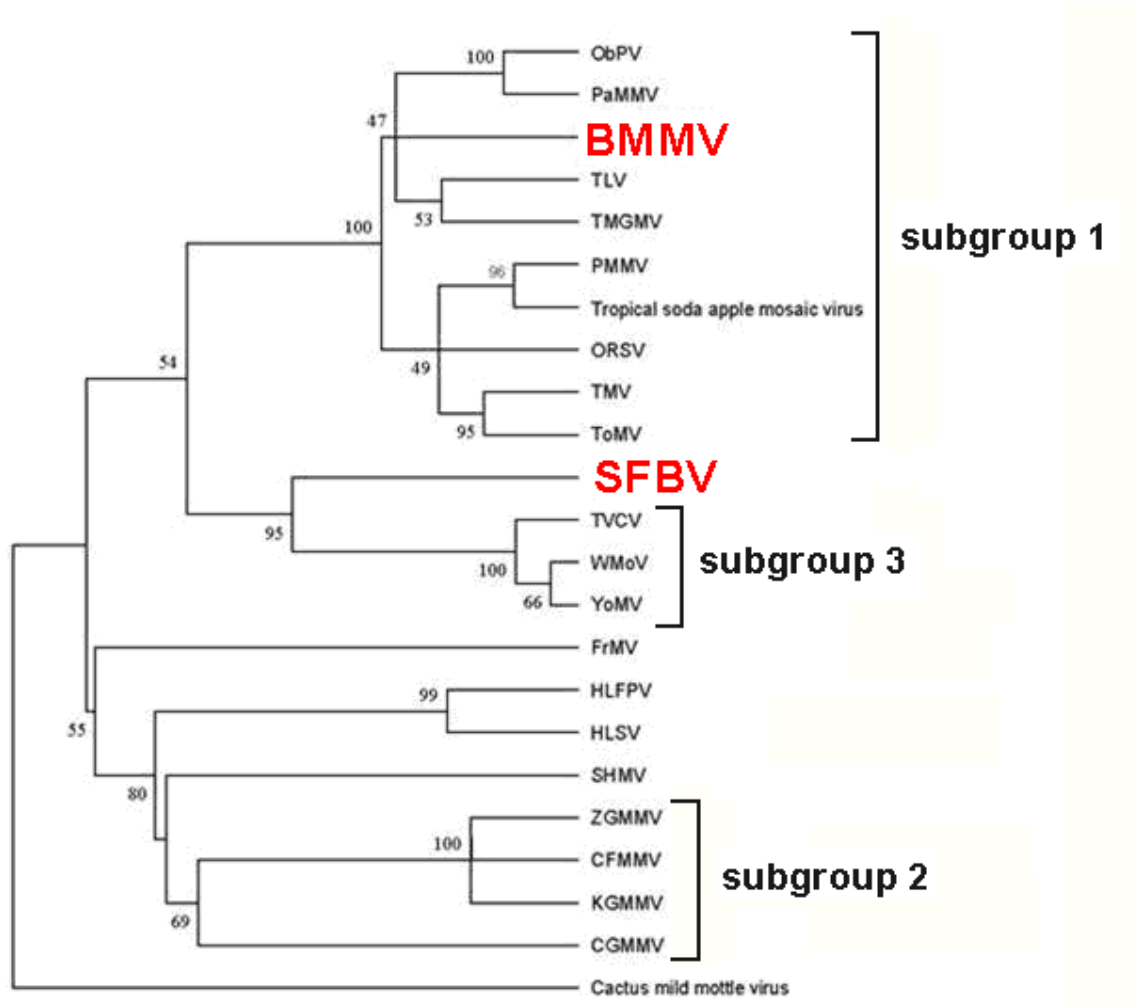 100
ObPV
PaMMV
47
BMMV
TLV
53
TMGMV
100
subgroup 1
PMMV
96
Tropical soda apple mosaic virus
ORSV
49
TMV
95
ToMV
54
SFBV
95
TVCV
100
WMoV
66
YoMV
subgroup 3
FrMV
55
99
HLFPV
HLSV
80
SHMV
ZGMMV
100
CFMMV
KGMMV
69
CGMMV
subgroup 2
Cactus mild mottle virus